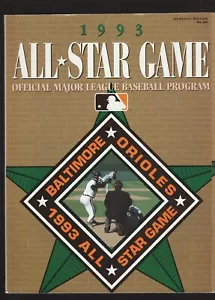 1993
ALL★STAR GAME
OFFICIAL MAJOR LEAGUE BASEBALL PROGRAM
BALTIMORE
ORIOLES
1993 ALL
STAR GAME